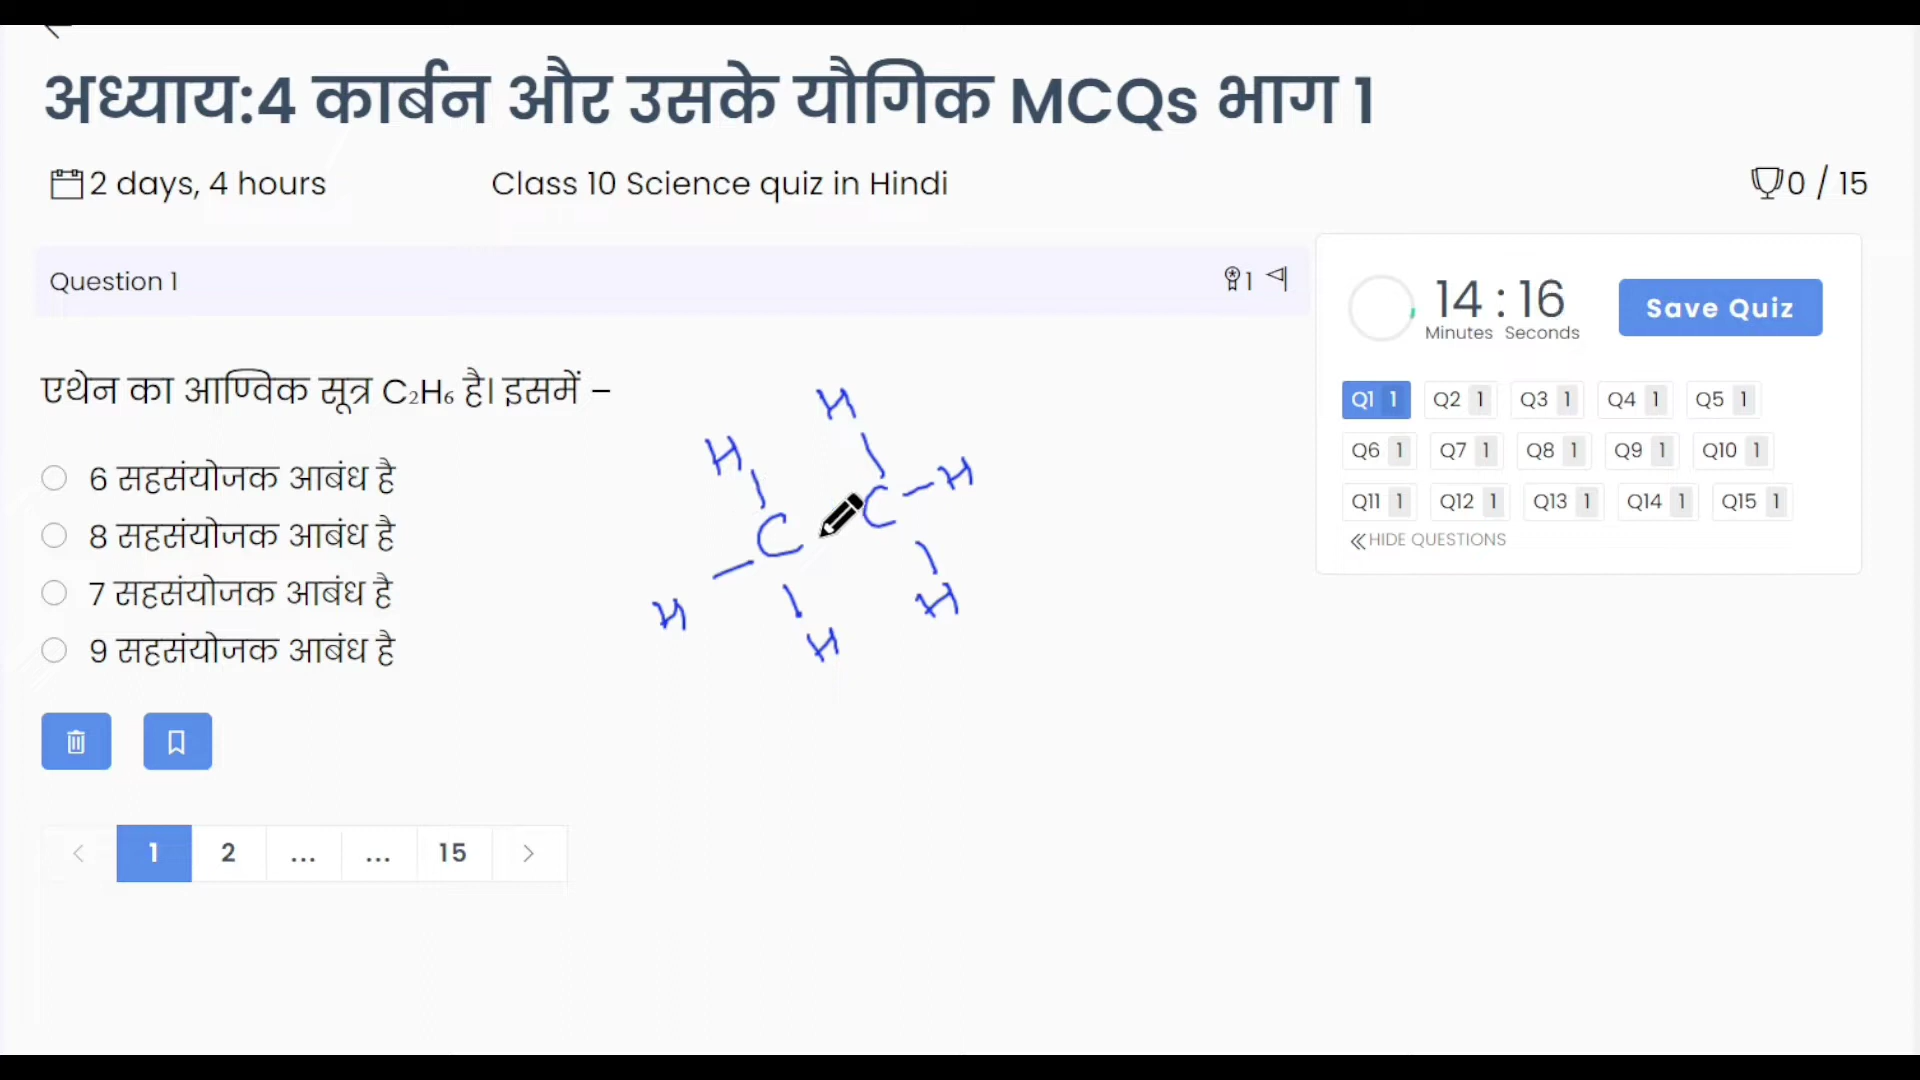 अध्याय:4 कार्बन और उसके यौगिक MCQs भाग 1
2 days, 4 hours
Class 10 Science quiz in Hindi
0 / 15
Question 1
1
14 : 16
Minutes Seconds
Save Quiz
एथेन का आण्विक सूत्र C₂H₆ है। इसमें –
6 सहसंयोजक आबंध है
8 सहसंयोजक आबंध है
7 सहसंयोजक आबंध है
9 सहसंयोजक आबंध है
H
H
H
C
C
H
H
H
Q1 1 Q2 1 Q3 1 Q4 1 Q5 1
Q6 1 Q7 1 Q8 1 Q9 1 Q10 1
Q11 1 Q12 1 Q13 1 Q14 1 Q15 1
HIDE QUESTIONS
1 2 ... ... 15